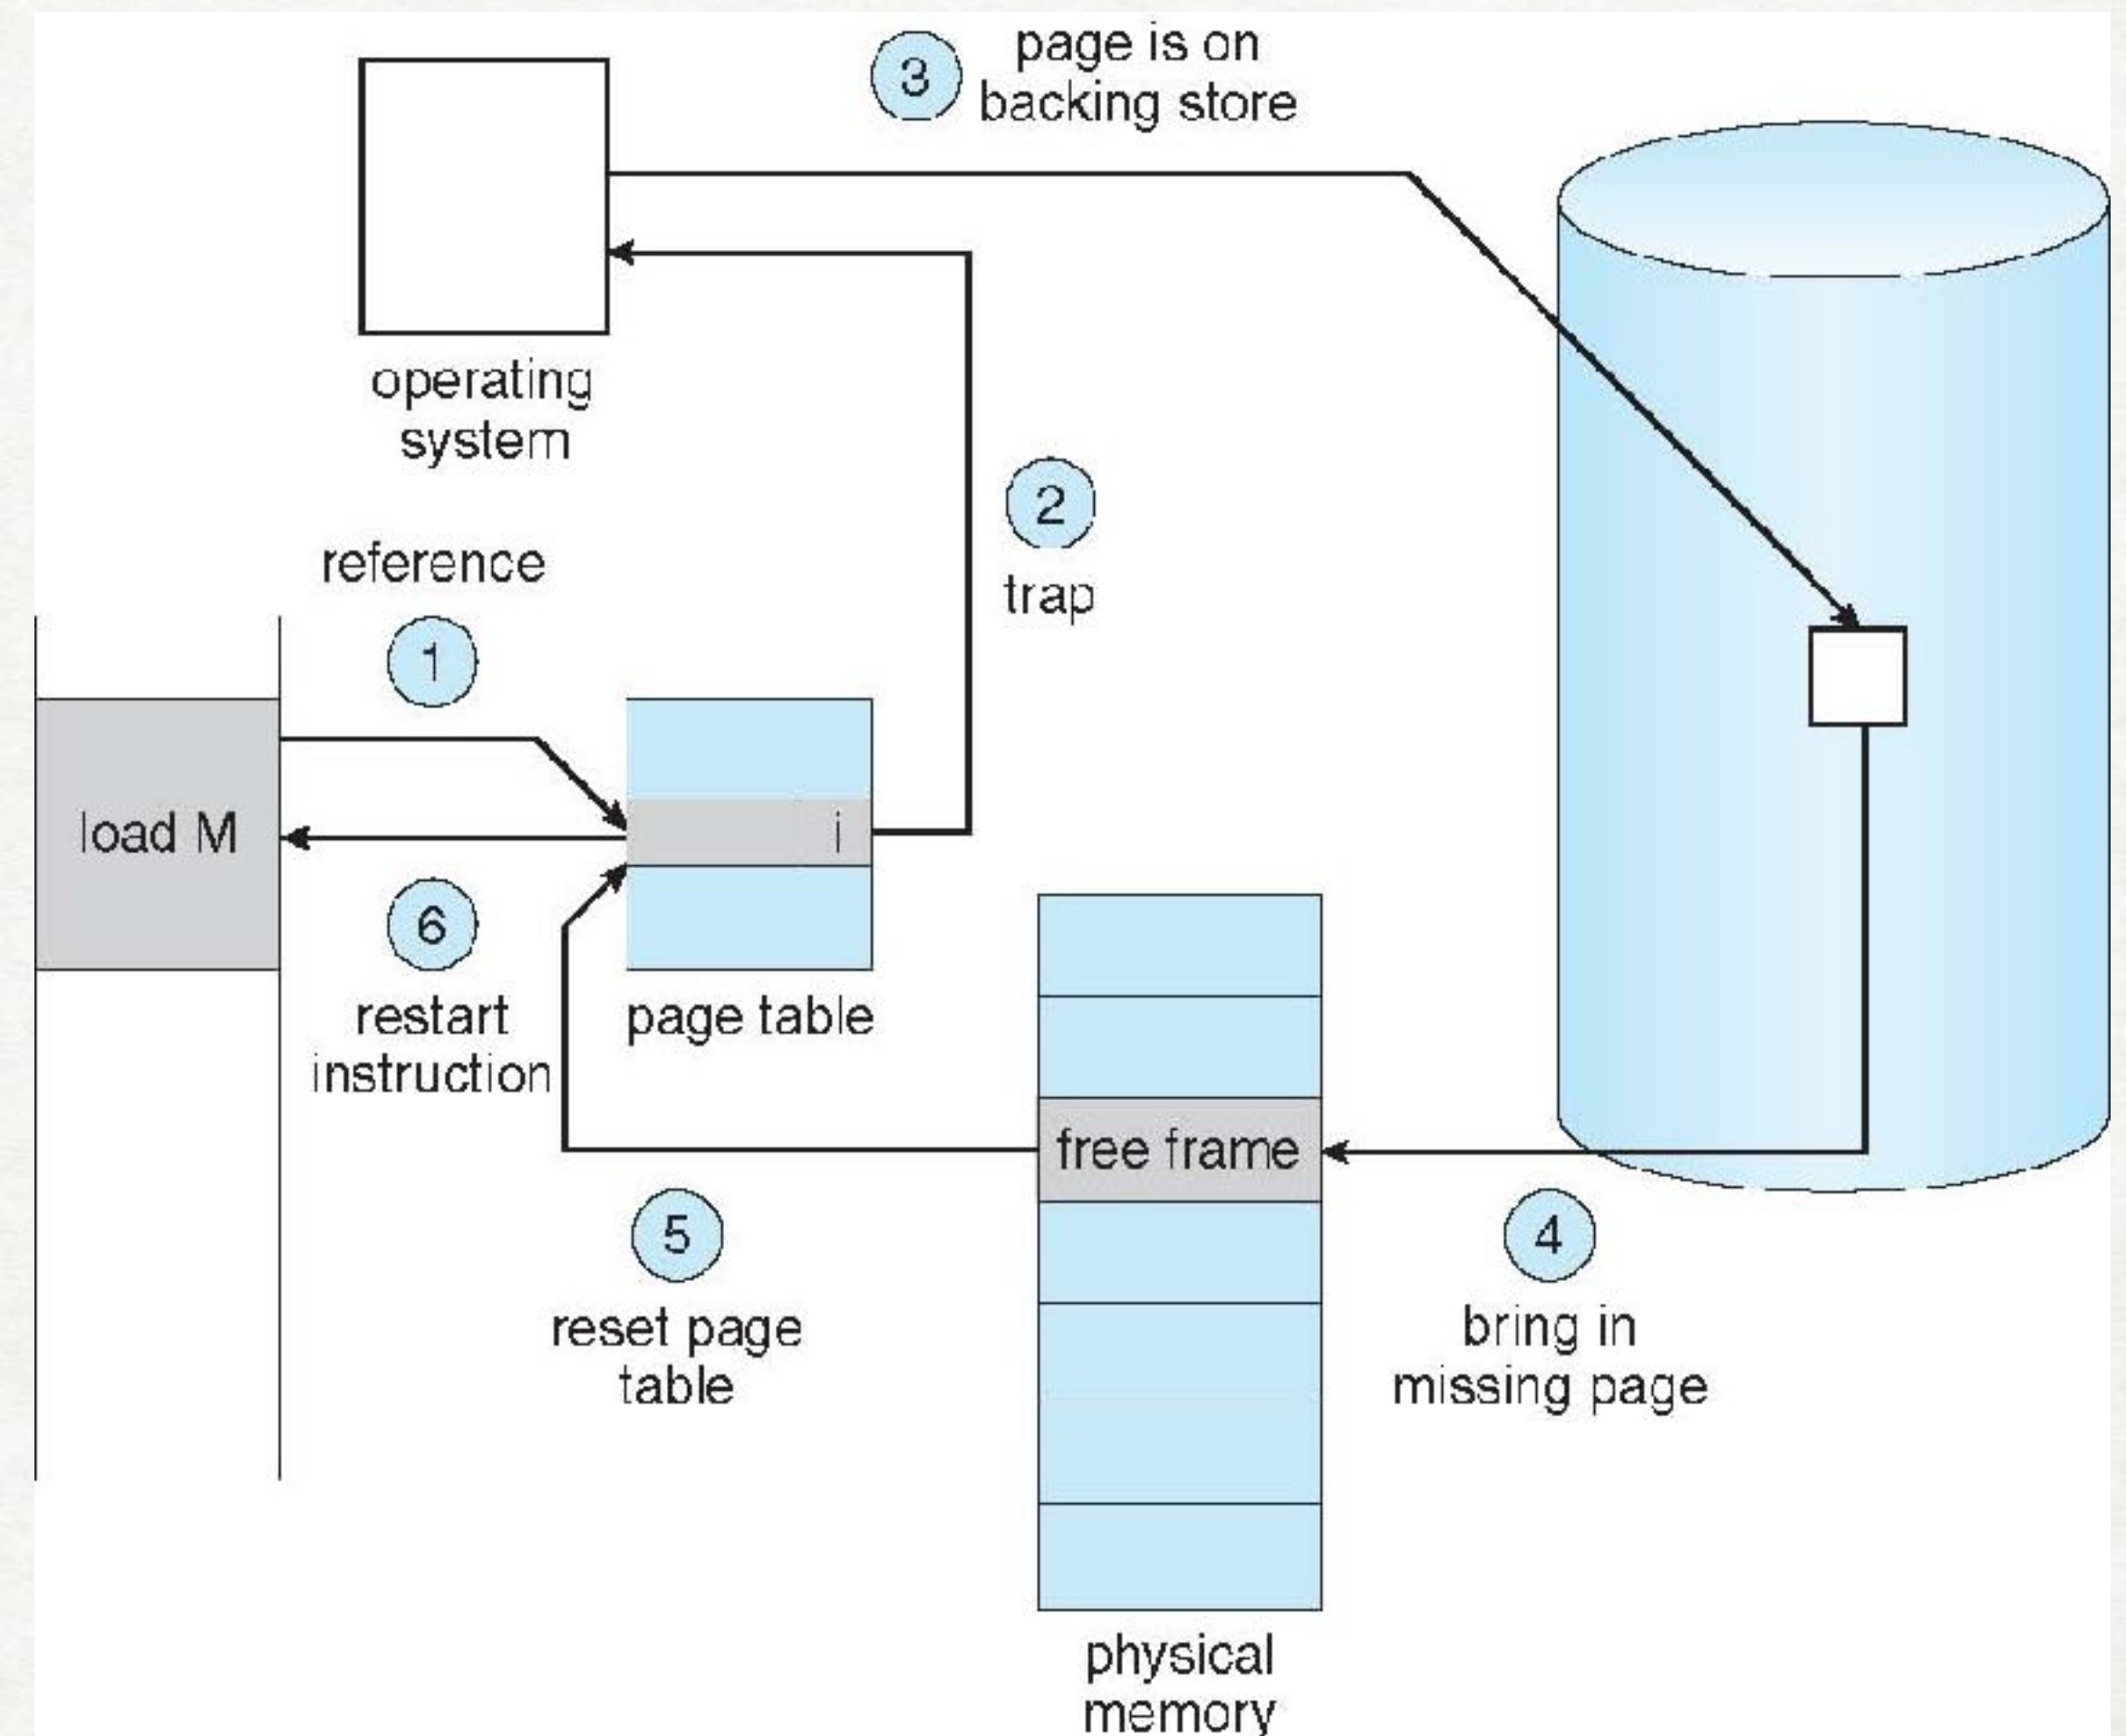 3
page is on
backing store
operating
system
2
trap
reference
1
load M
i
6
restart
instruction
page table
free frame
5
reset page
table
4
bring in
missing page
physical
memory